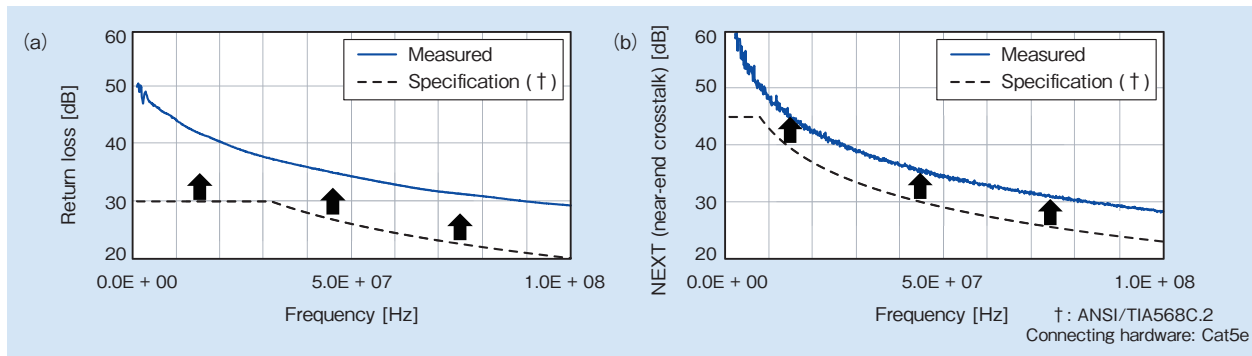 (a)
60
50
40
30
20
Return loss [dB]
Measured
Specification (†)
0.0E + 00
5.0E + 07
1.0E + 08
Frequency [Hz]
(b)
60
50
40
30
20
NEXT (near-end crosstalk) [dB]
Measured
Specification (†)
0.0E + 00
5.0E + 07
1.0E + 08
Frequency [Hz]
†: ANSI/TIA568C.2
Connecting hardware: Cat5e